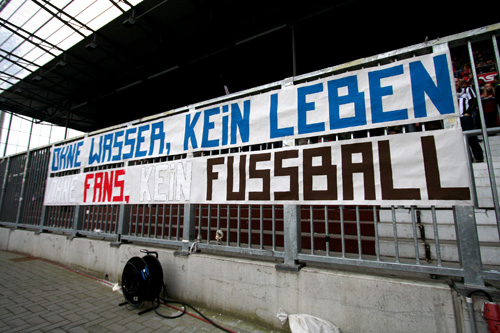 OHNE WASSER, KEIN LEBEN
OHNE FANS, KEIN FUSSBALL